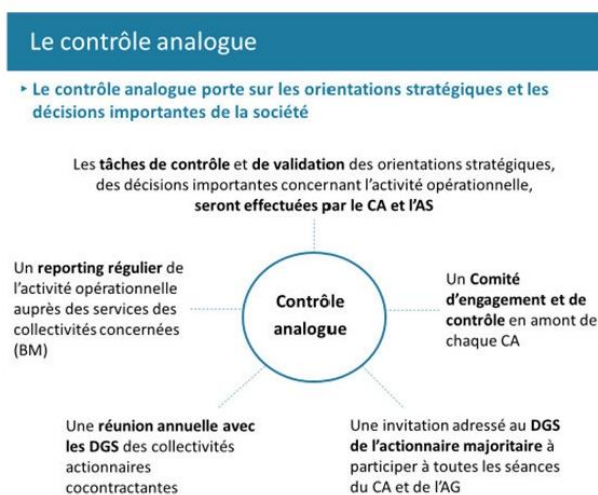 Le contrôle analogue
‣ Le contrôle analogue porte sur les orientations stratégiques et les
décisions importantes de la société
Les tâches de contrôle et de validation des orientations stratégiques,
des décisions importantes concernant l'activité opérationnelle,
seront effectuées par le CA et l'AS
Un reporting régulier de
l'activité opérationnelle
auprès des services des
collectivités concernées
(BM)
Contrôle
analogue
Un Comité
d'engagement et de
contrôle en amont de
chaque CA
Une réunion annuelle avec
les DGS des collectivités
actionnaires
cocontractantes
Une invitation adressé au DGS
de l'actionnaire majoritaire à
participer à toutes les séances
du CA et de l'AG